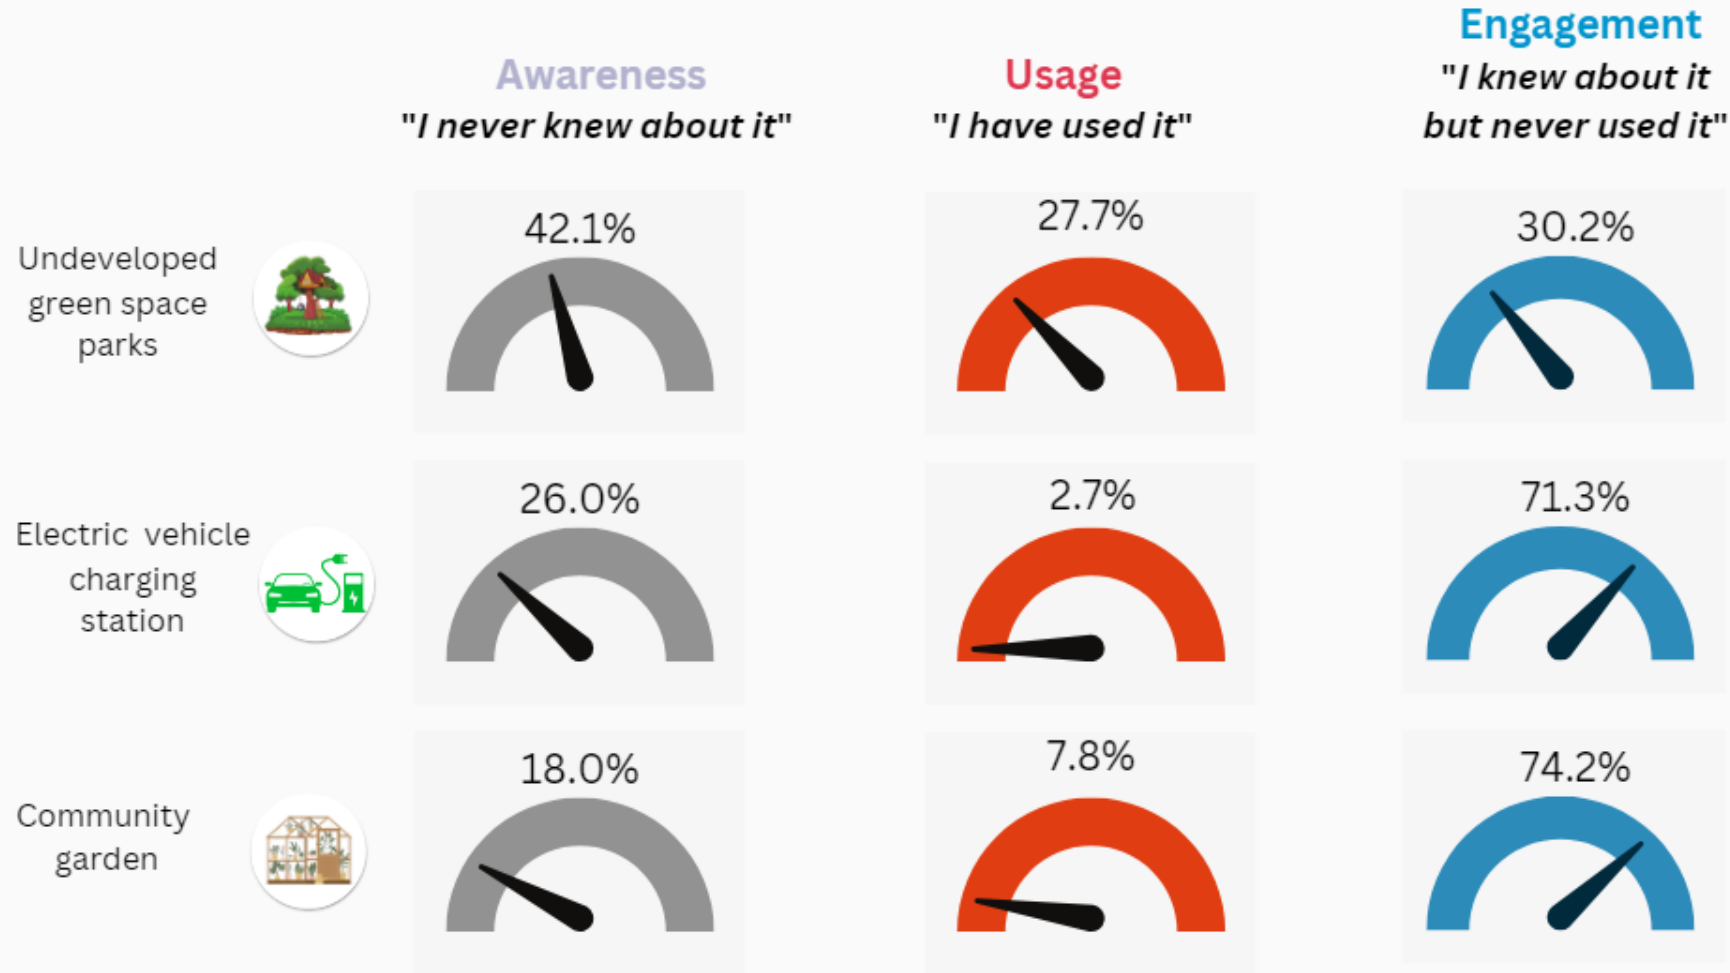 Awareness
"I never knew about it"
Usage
"I have used it"
Engagement
"I knew about it
but never used it"
Undeveloped
green space
parks
42.1%
27.7%
30.2%
Electric vehicle
charging
station
26.0%
2.7%
71.3%
Community
garden
18.0%
7.8%
74.2%